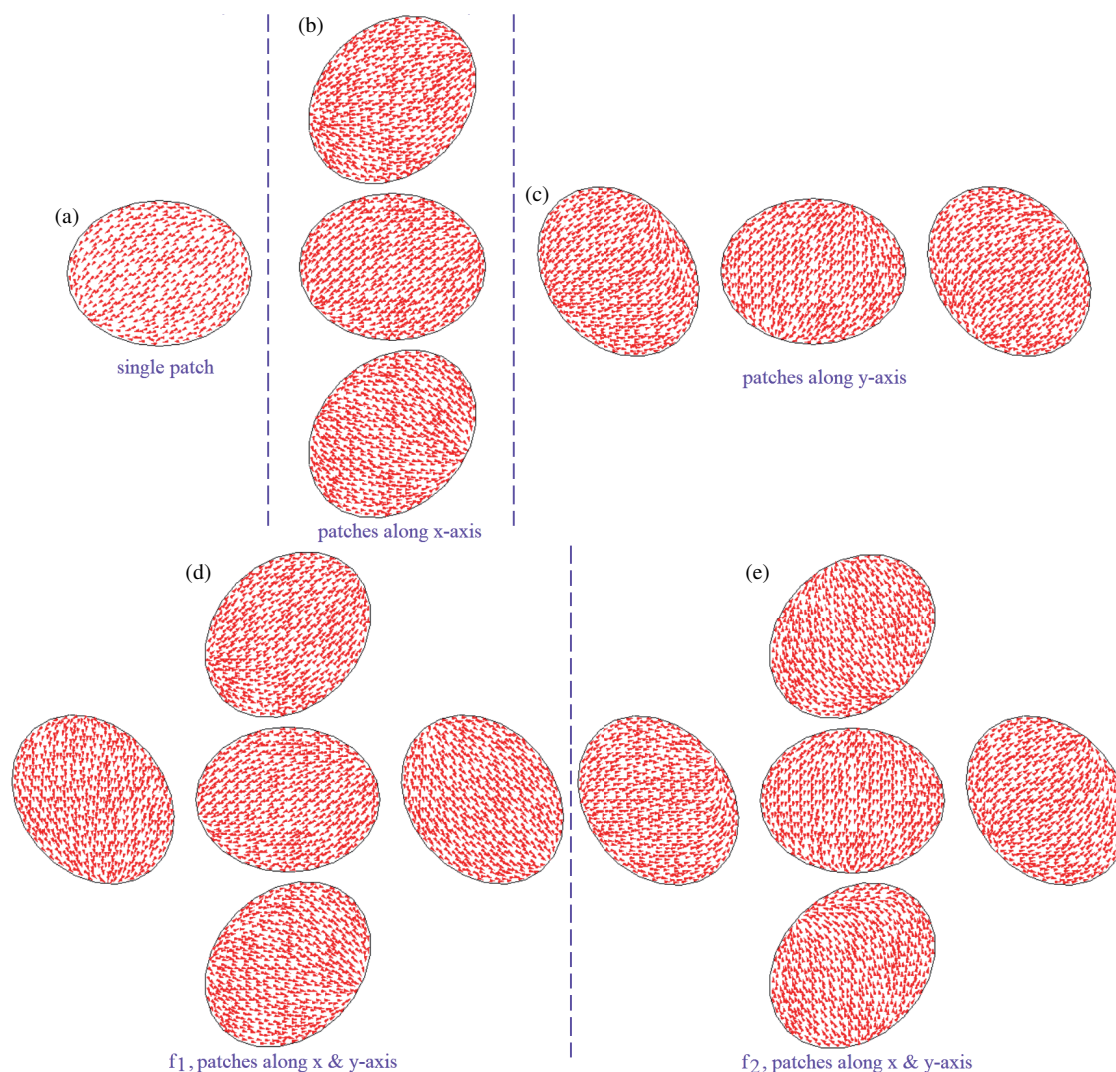 (a)
single patch
(b)
patches along x-axis
(c)
patches along y-axis
(d)
f1, patches along x & y-axis
(e)
f2, patches along x & y-axis